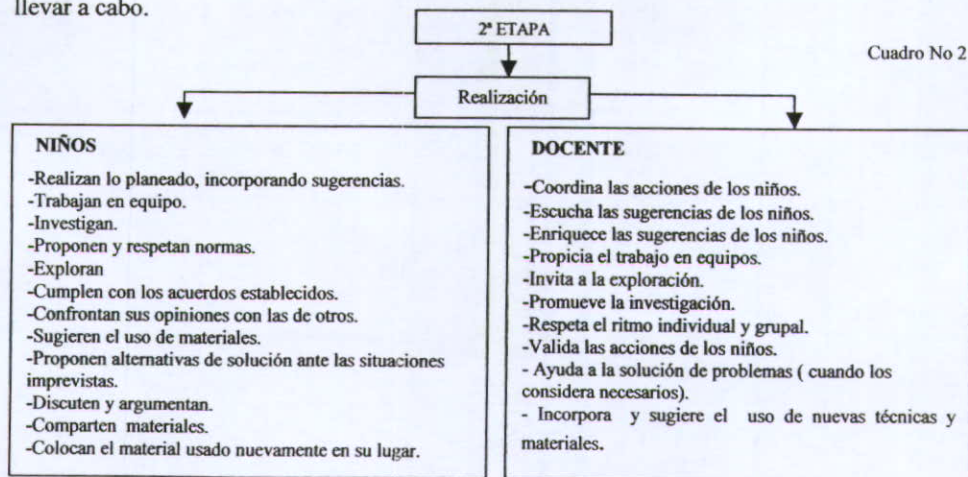 llevar a cabo.
2ª ETAPA
Cuadro No 2
Realización
NIÑOS
-Realizan lo planeado, incorporando sugerencias.
-Trabajan en equipo.
-Investigan.
-Proponen y respetan normas.
-Exploran
-Cumplen con los acuerdos establecidos.
-Confrontan sus opiniones con las de otros.
-Sugieren el uso de materiales.
-Proponen alternativas de solución ante las situaciones
imprevistas.
-Discuten y argumentan.
-Comparten materiales.
-Colocan el material usado nuevamente en su lugar.
DOCENTE
-Coordina las acciones de los niños.
-Escucha las sugerencias de los niños.
-Enriquece las sugerencias de los niños.
-Propicia el trabajo en equipos.
-Invita a la exploración.
-Promueve la investigación.
-Respeta el ritmo individual y grupal.
-Valida las acciones de los niños.
- Ayuda a la solución de problemas ( cuando los
considera necesarios).
- Incorpora y sugiere el uso de nuevas técnicas y
materiales.